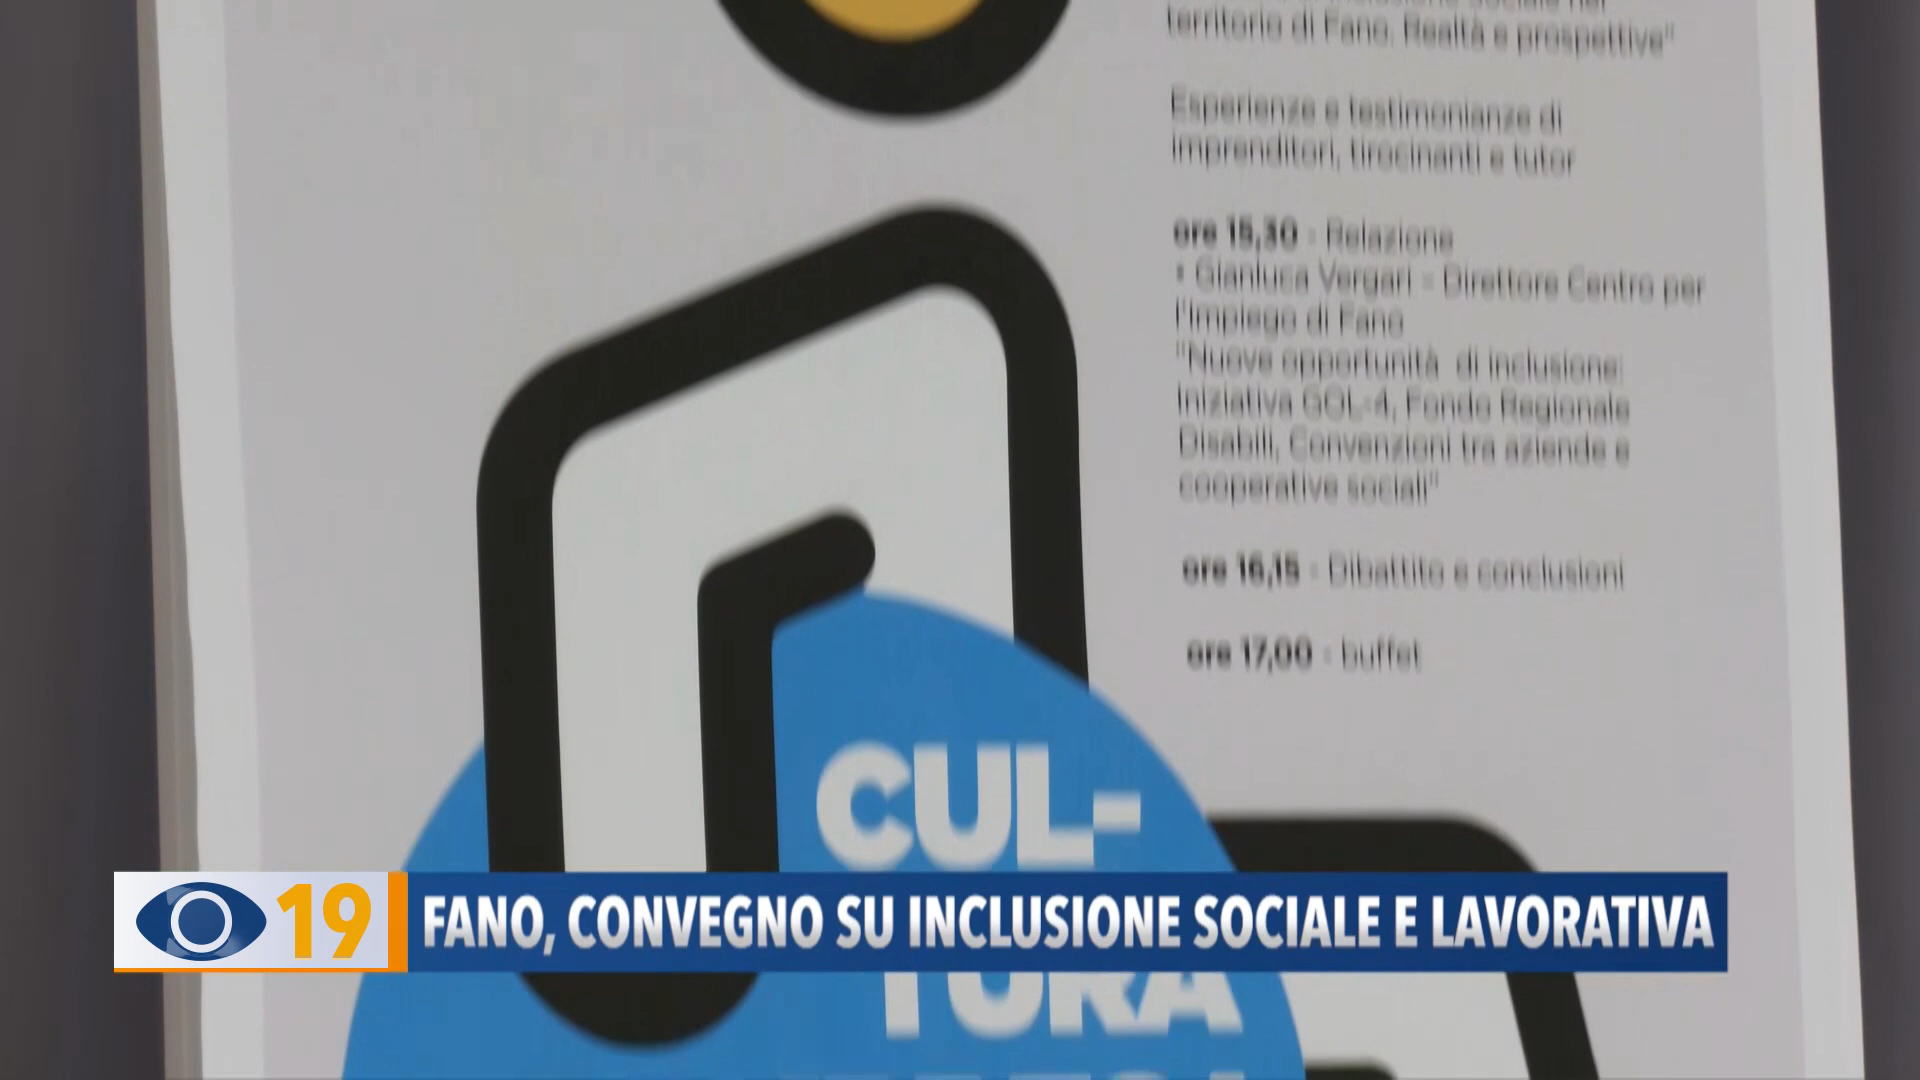 territorio di Fano. Realtà e prospettive"
Esperienze e testimonianze di
imprenditori, tirocinanti e tutor
ore 15,30 - Relazione
• Gianluca Vergari - Direttore Centro per
l'Impiego di Fano
"Nuove opportunità di inclusione:
Iniziativa GOL-4, Fondo Regionale
Disabili, Convenzioni tra aziende e
cooperative sociali"
ore 16,15 - Dibattito e conclusioni
ore 17,00 - buffet
CUL-
TURA
19
FANO, CONVEGNO SU INCLUSIONE SOCIALE E LAVORATIVA